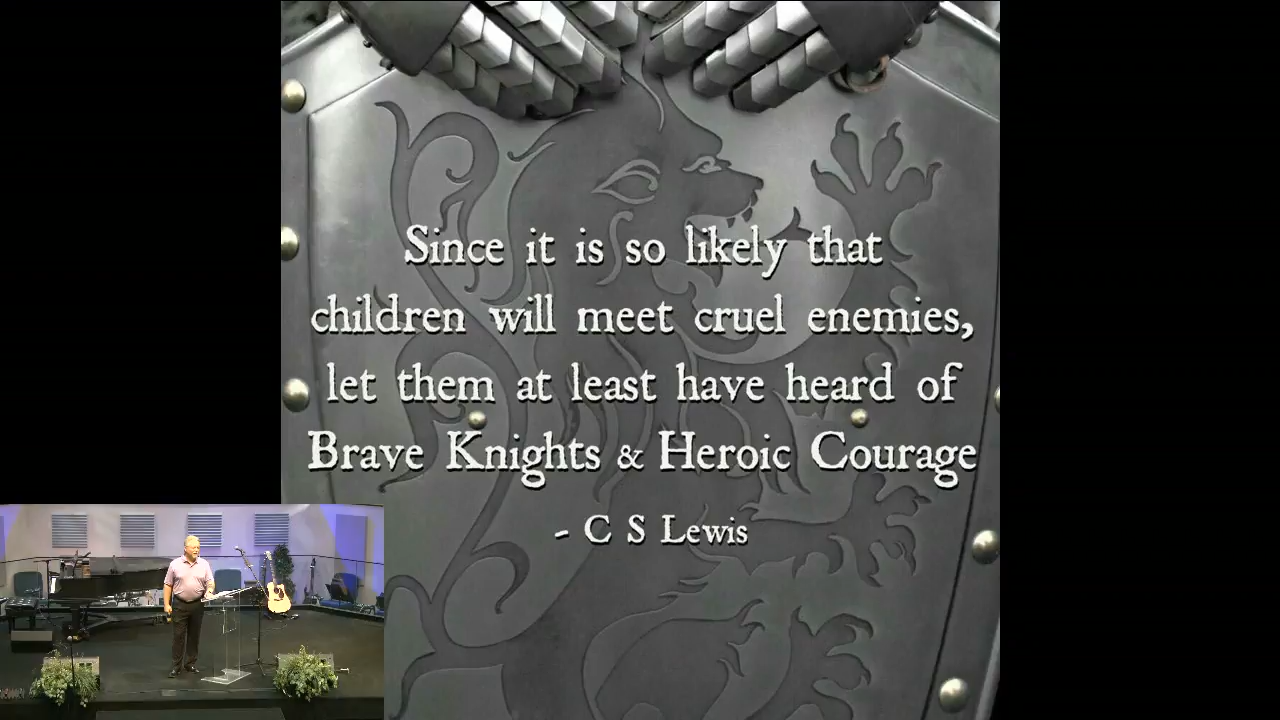 Since it is so likely that
children will meet cruel enemies,
let them at least have heard of
Brave Knights & Heroic Courage
- C S Lewis